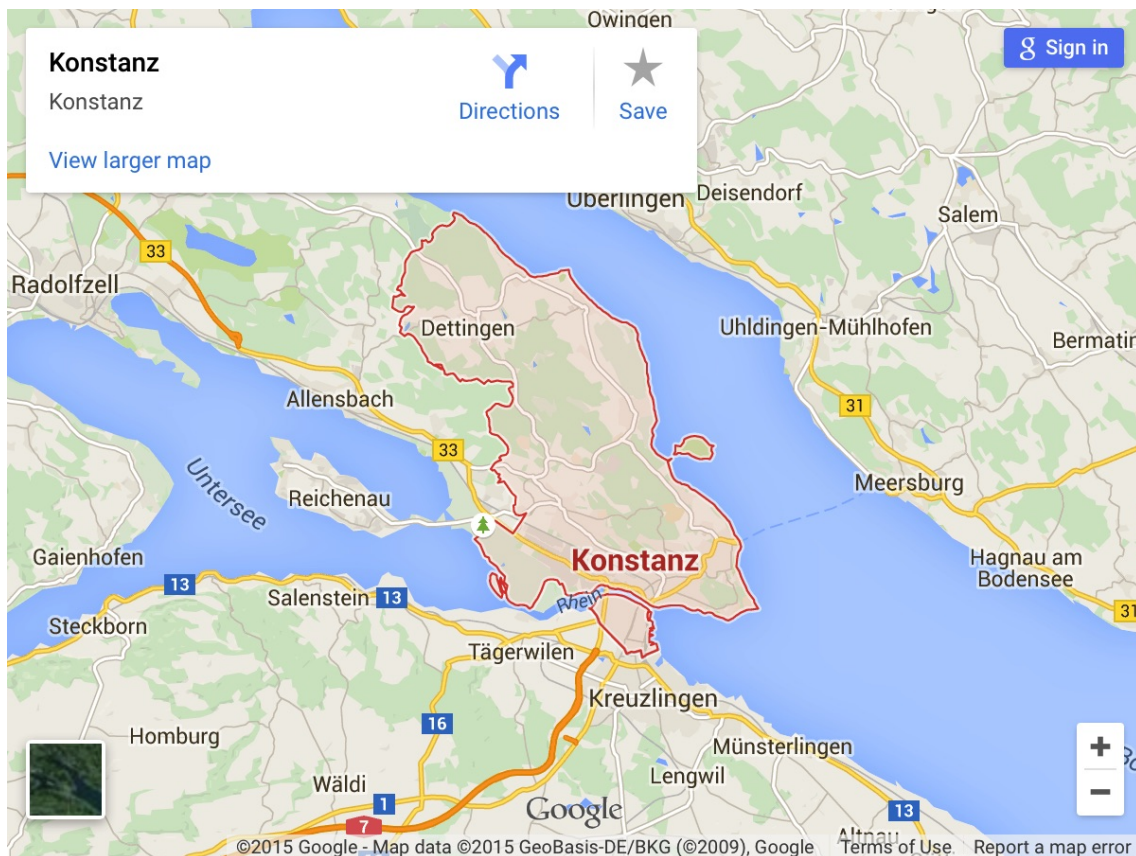 Owingen
Konstanz
Konstanz
Directions
Save
View larger map
Sign in
Überlingen
Deisendorf
Salem
33
Radolfzell
Dettingen
Uhldingen-Mühlhofen
Bermatin
Allensbach
31
33
Meersburg
Untersee
Reichenau
Gaienhofen
Konstanz
Hagnau am
Bodensee
13
Salenstein
13
Rhein
31
Steckborn
Tägerwilen
Kreuzlingen
16
Homburg
Münsterlingen
Wäldi
Lengwil
1
Google
13
7
Altnau
©2015 Google - Map data ©2015 GeoBasis-DE/BKG (©2009), Google
Terms of Use
Report a map error